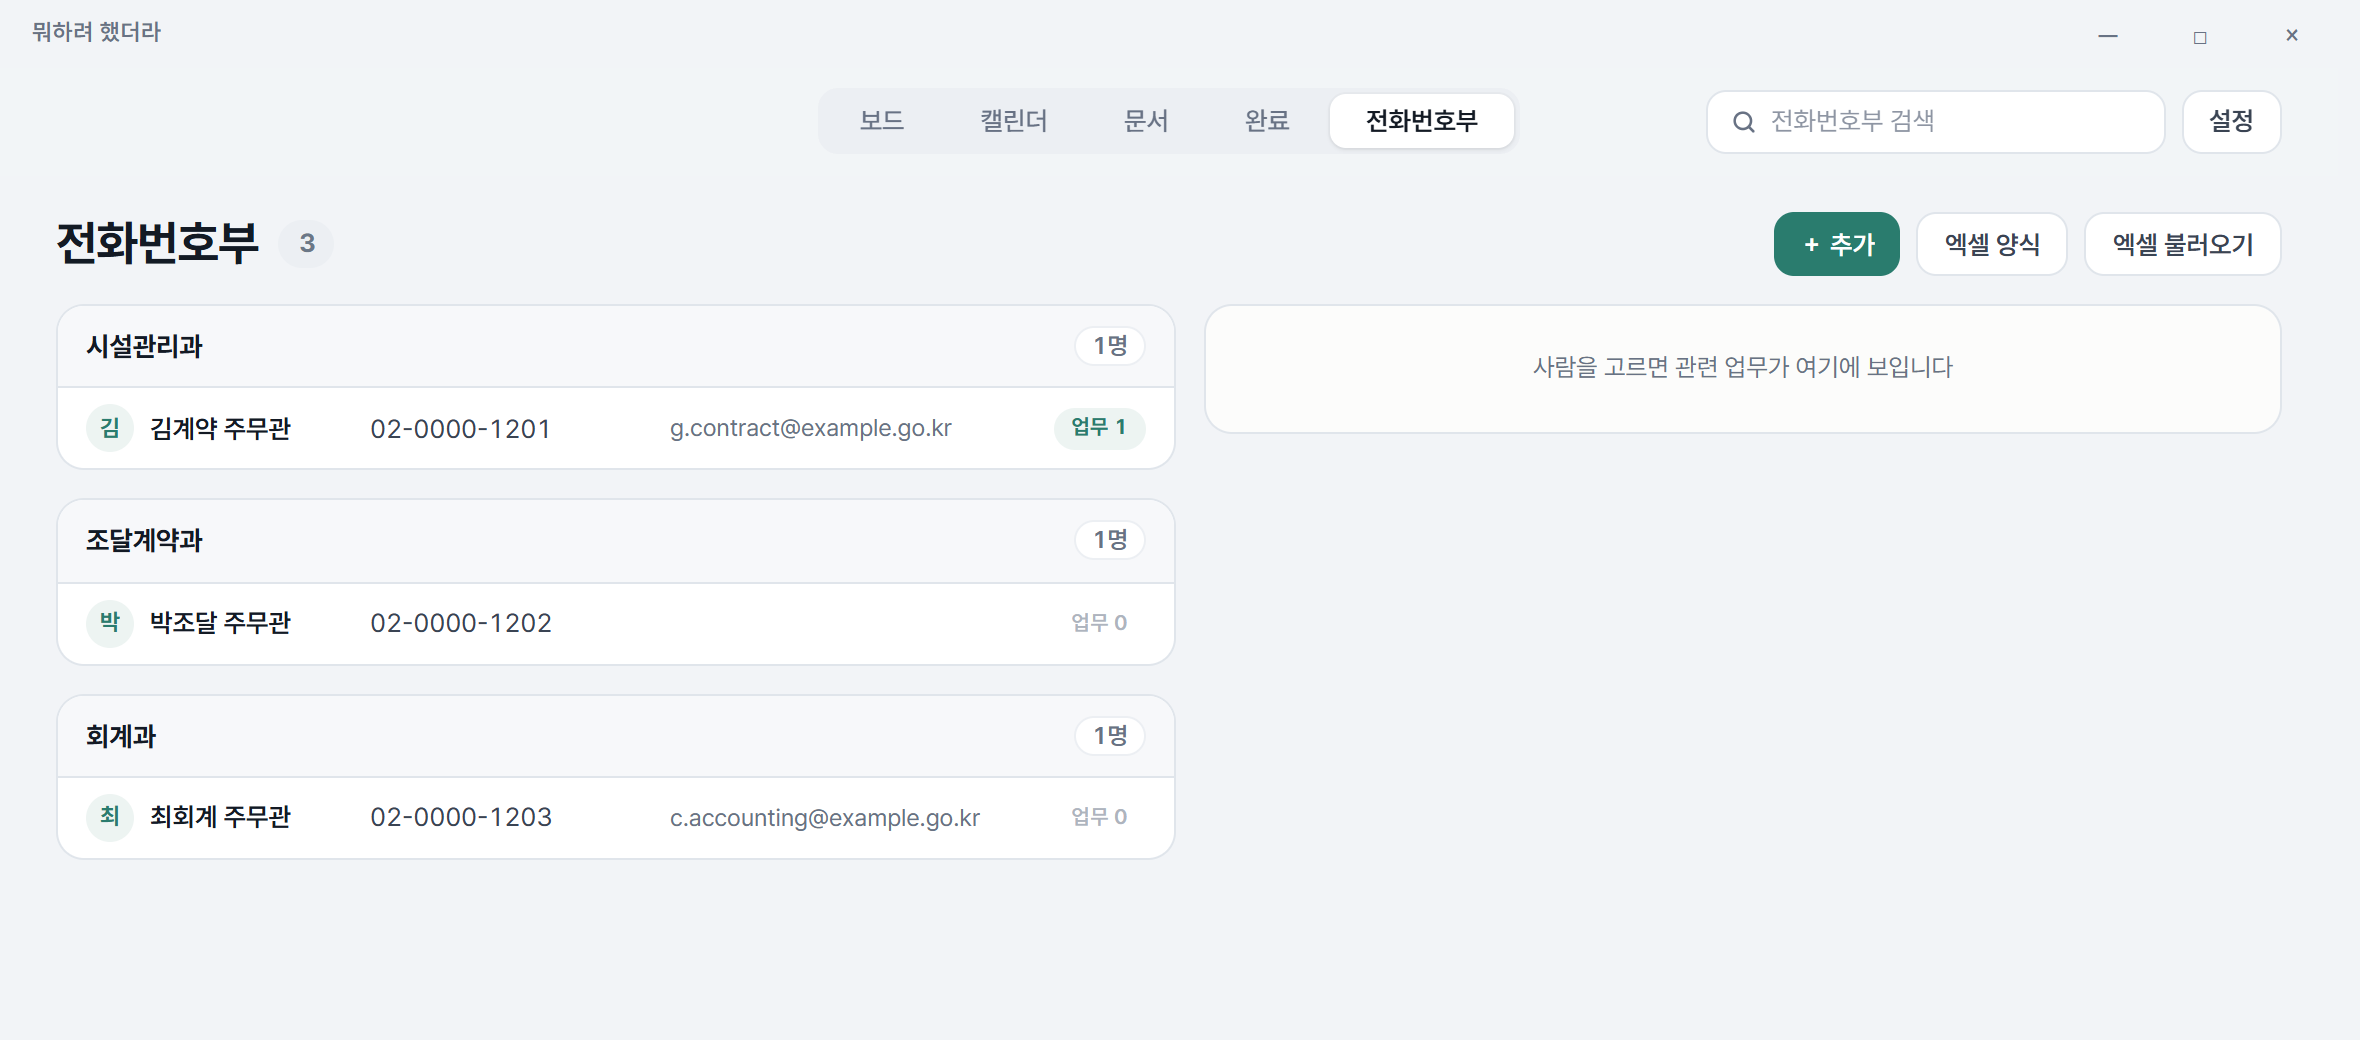 뭐하려 했더라
보드 캘린더 문서 완료 전화번호부
전화번호부 검색
설정
전화번호부 3
+ 추가
엑셀 양식
엑셀 불러오기
시설관리과 1명
김 김계약 주무관 02-0000-1201 g.contract@example.go.kr 업무 1
사람을 고르면 관련 업무가 여기에 보입니다
조달계약과 1명
박 박조달 주무관 02-0000-1202 업무 0
회계과 1명
최 최회계 주무관 02-0000-1203 c.accounting@example.go.kr 업무 0